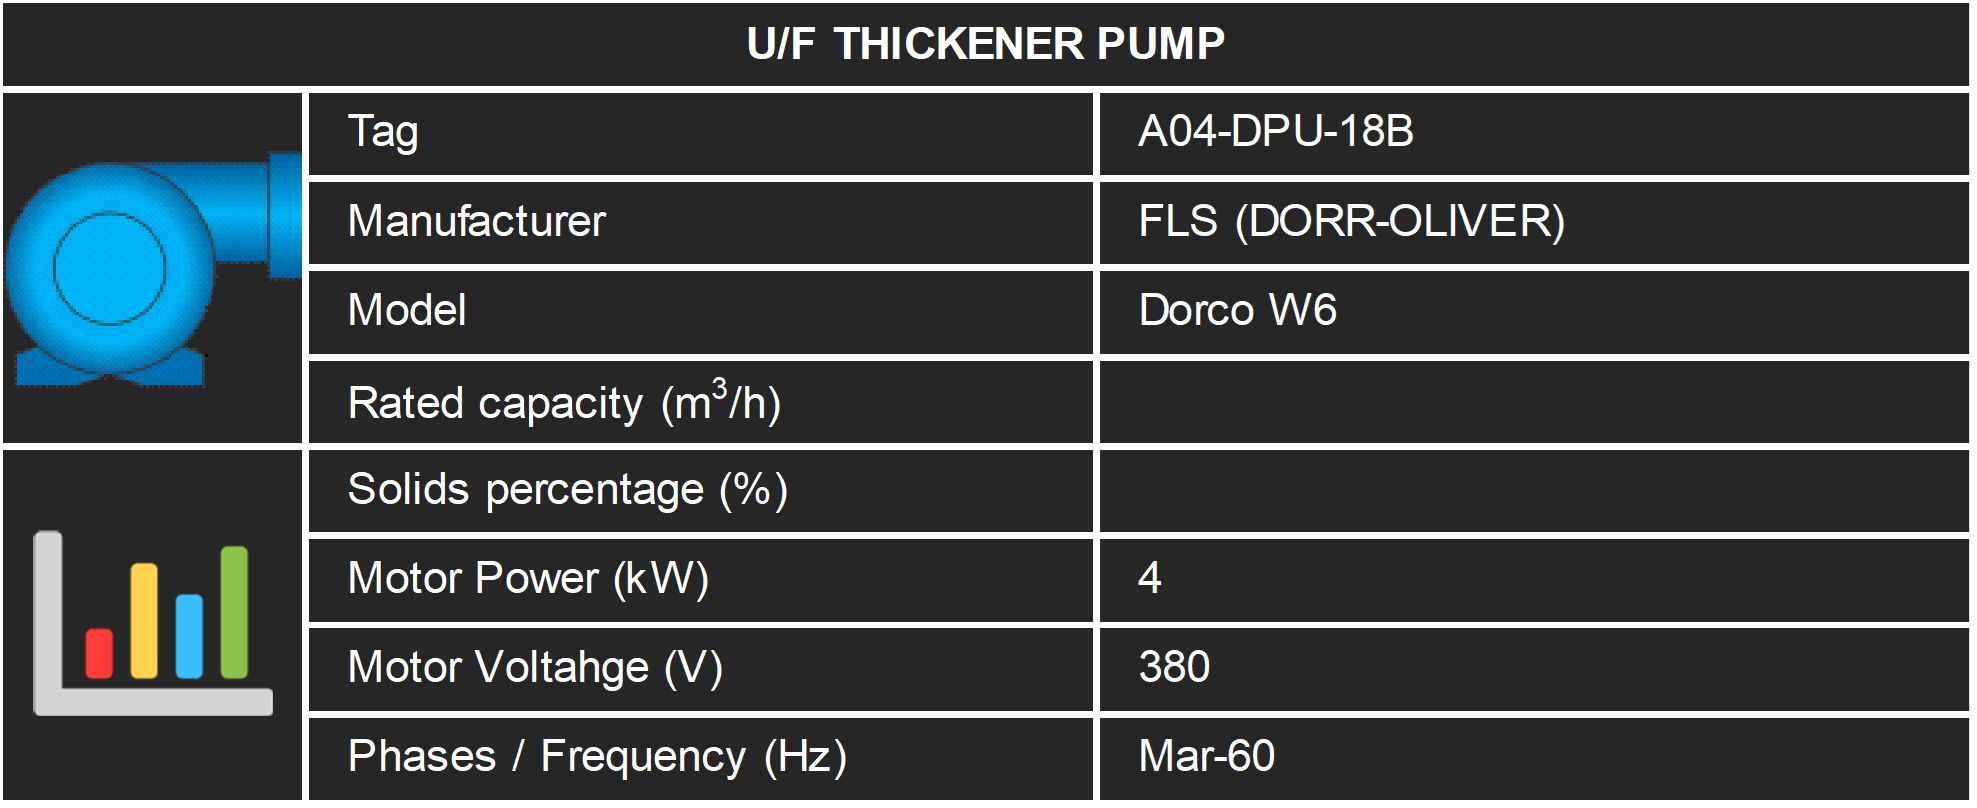 U/F THICKENER PUMP
Tag A04-DPU-18B
Manufacturer FLS (DORR-OLIVER)
Model Dorco W6
Rated capacity (m³/h)
Solids percentage (%)
Motor Power (kW) 4
Motor Voltahge (V) 380
Phases / Frequency (Hz) Mar-60